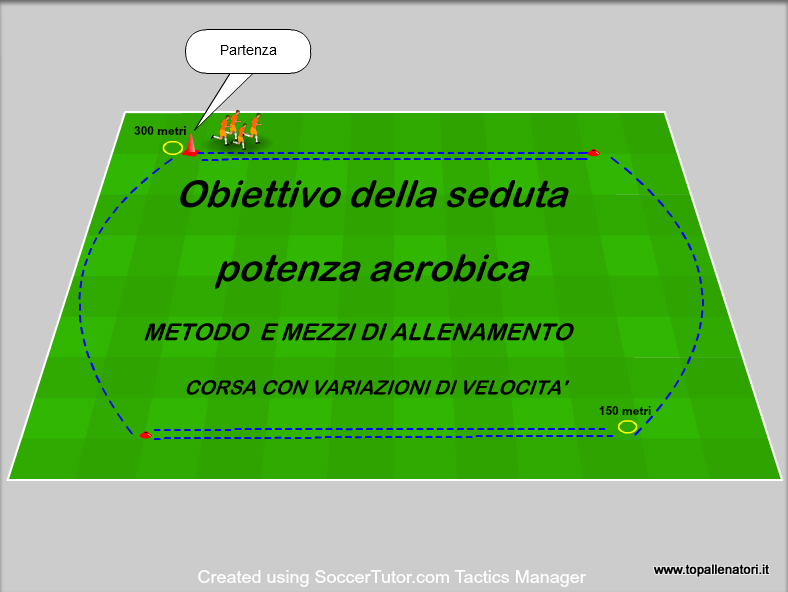 Partenza
300 metri
Obiettivo della seduta
potenza aerobica
METODO E MEZZI DI ALLENAMENTO
CORSA CON VARIAZIONI DI VELOCITA'
150 metri
www.topallenatori.it
Created using SoccerTutor.com Tactics Manager